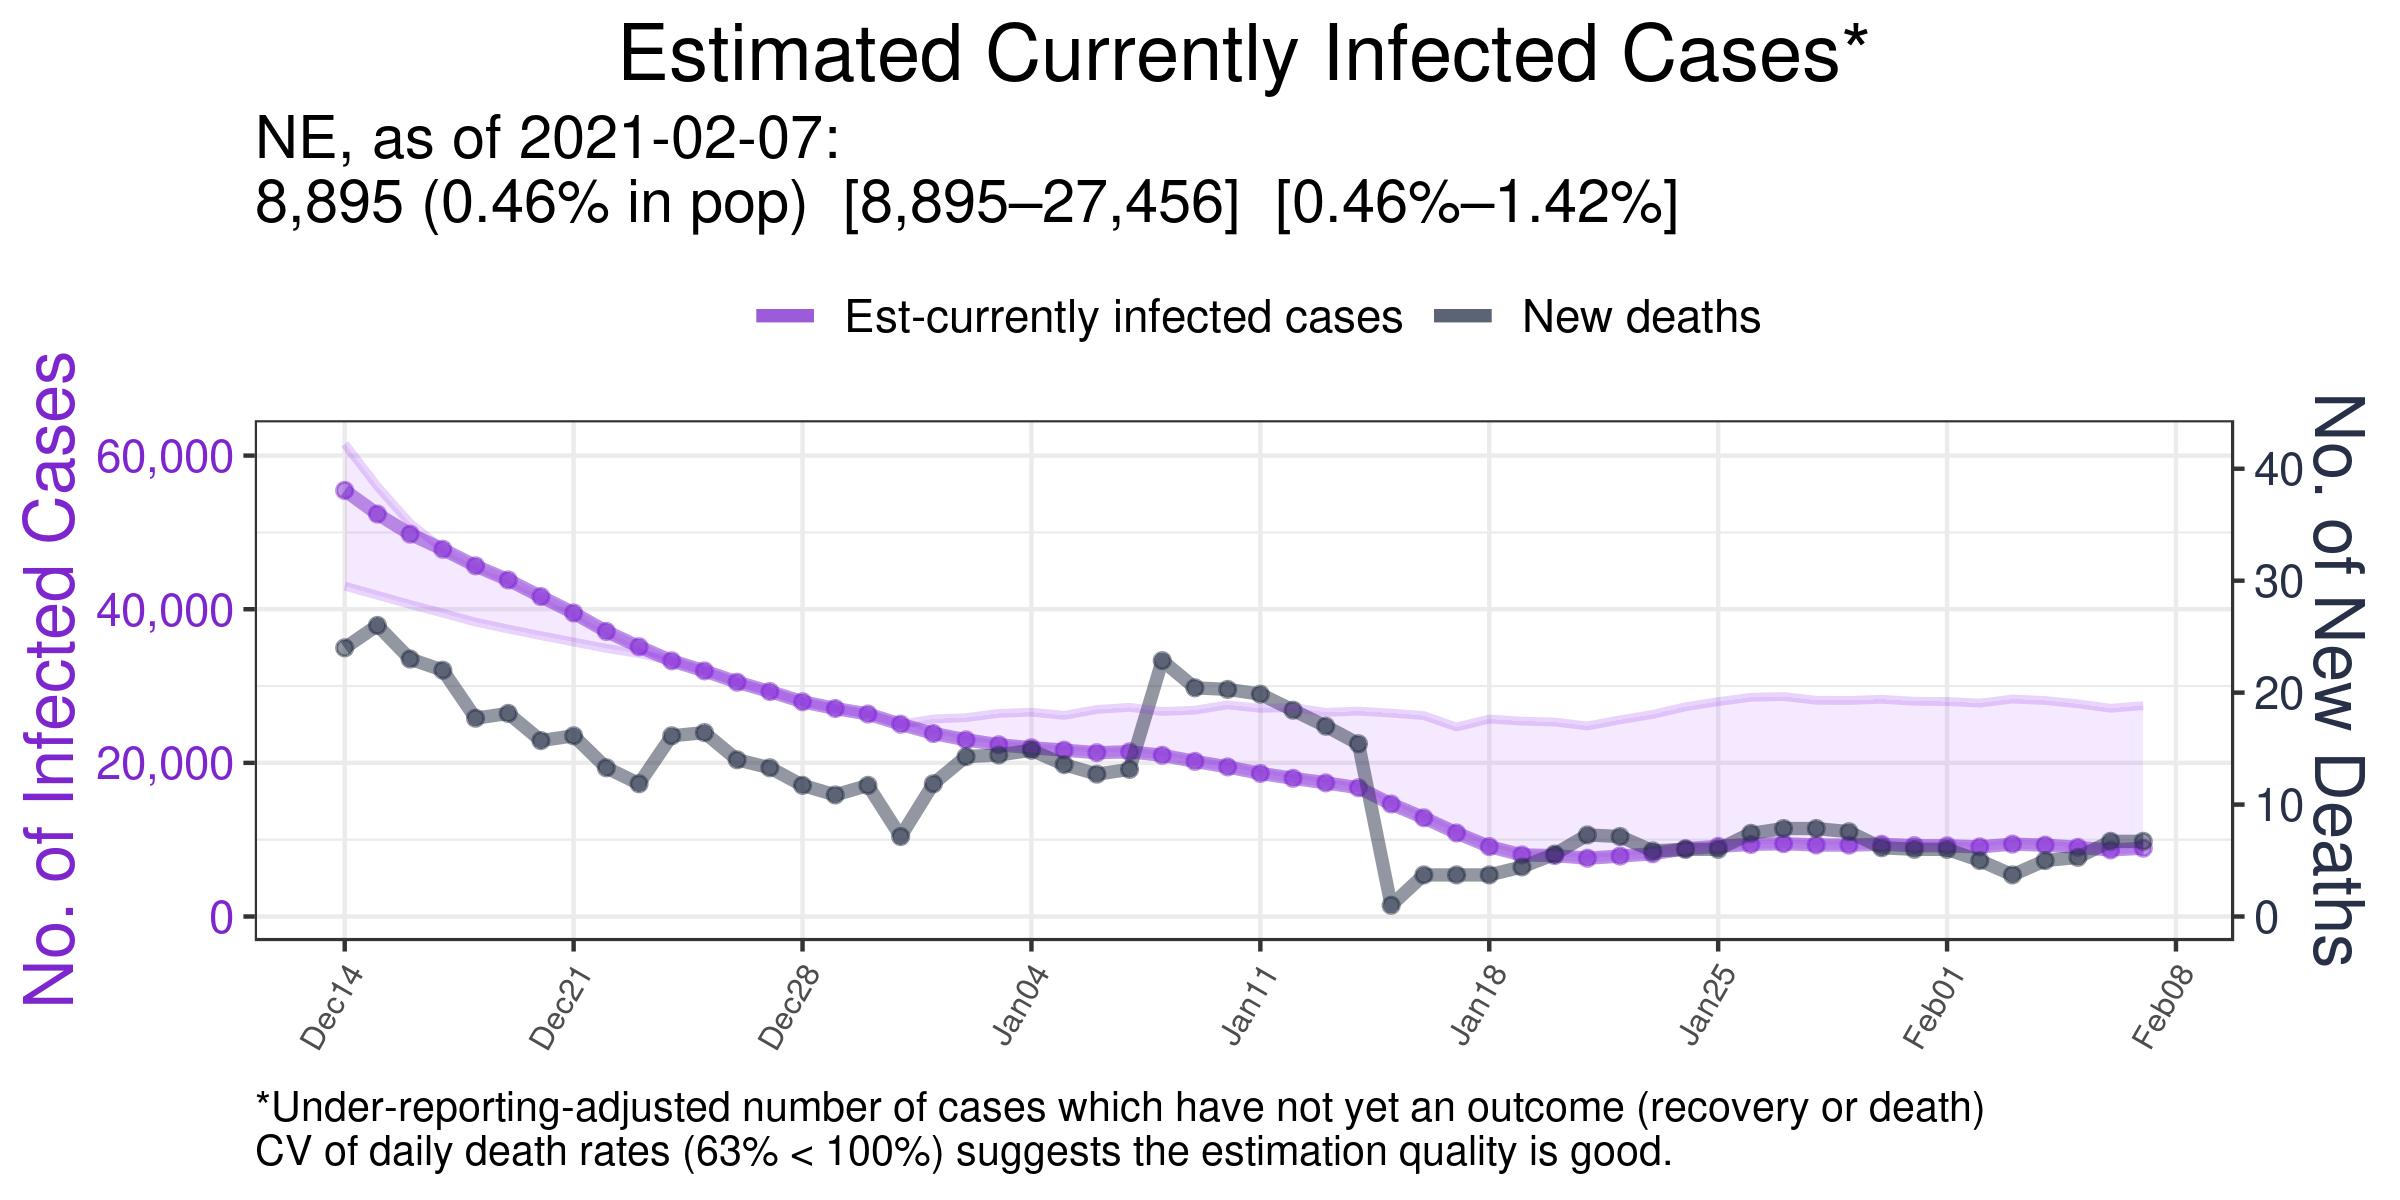 Estimated Currently Infected Cases*
NE, as of 2021-02-07:
8,895 (0.46% in pop)  [8,895–27,456]  [0.46%–1.42%]
Est-currently infected cases
New deaths
No. of Infected Cases
60,000
40,000
20,000
0
40
30
20
10
0
No. of New Deaths
Dec14
Dec21
Dec28
Jan04
Jan11
Jan18
Jan25
Feb01
Feb08
*Under-reporting-adjusted number of cases which have not yet an outcome (recovery or death)
CV of daily death rates (63% < 100%) suggests the estimation quality is good.